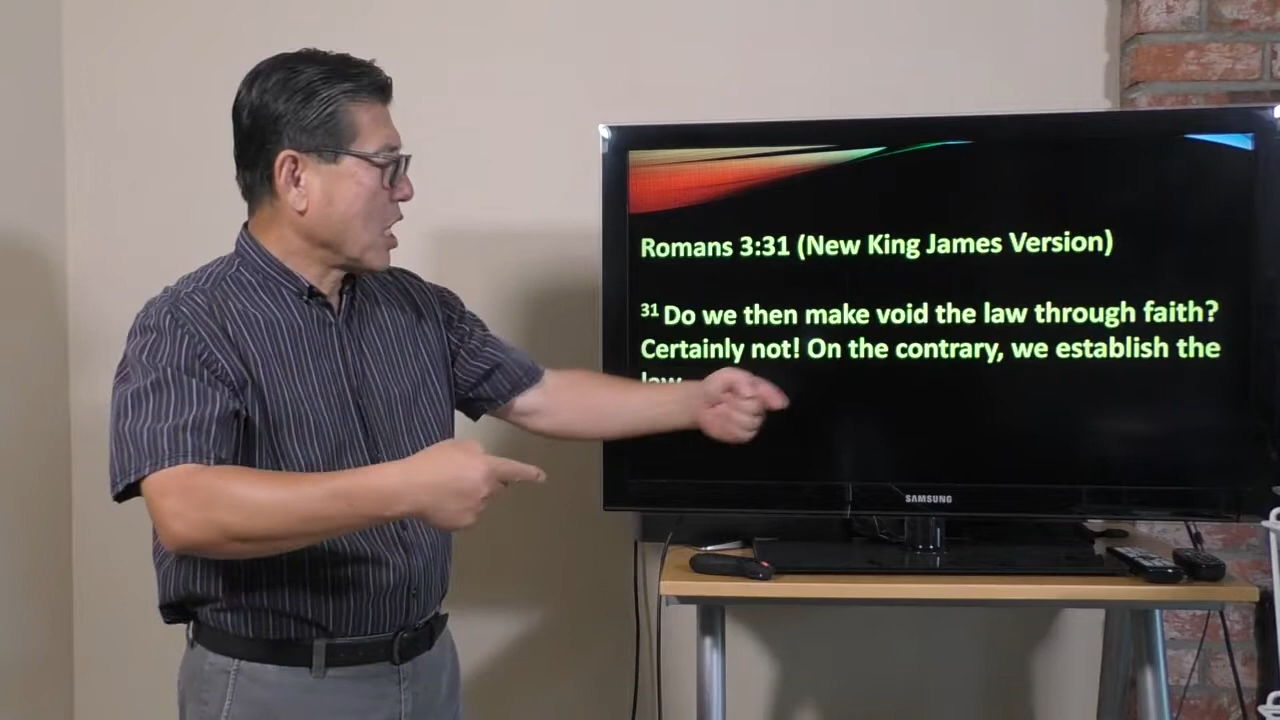 Romans 3:31 (New King James Version)
31 Do we then make void the law through faith?
Certainly not! On the contrary, we establish the
law
SAMSUNG